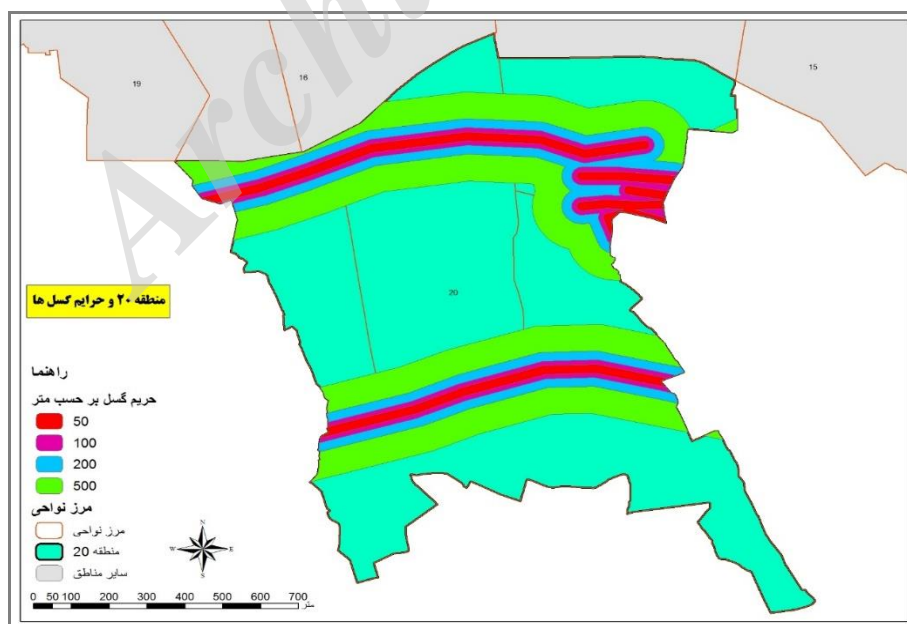 Archi
19
16
15
20
منطقه ۲۰ و حرایم گسل ها
راهنما
حریم گسل بر حسب متر
50
100
200
500
مرز نواحی
مرز نواحی
منطقه 20
سایر مناطق
N
W E
S
0 50 100 200 300 400 500 600 700
متر